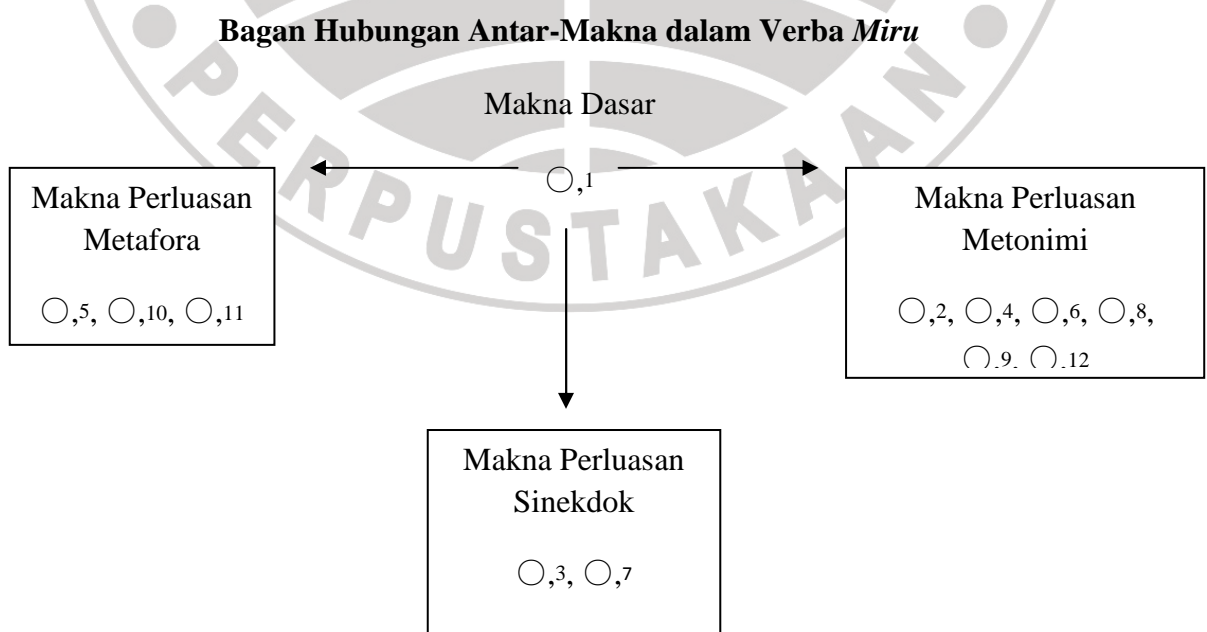 Bagan Hubungan Antar-Makna dalam Verba Miru
PERPUSTAKAAN
Makna Dasar
○,1
Makna Perluasan
Metafora
○,5, ○,10, ○,11
Makna Perluasan
Metonimi
○,2, ○,4, ○,6, ○,8,
○,9, ○,12
Makna Perluasan
Sinekdok
○,3, ○,7